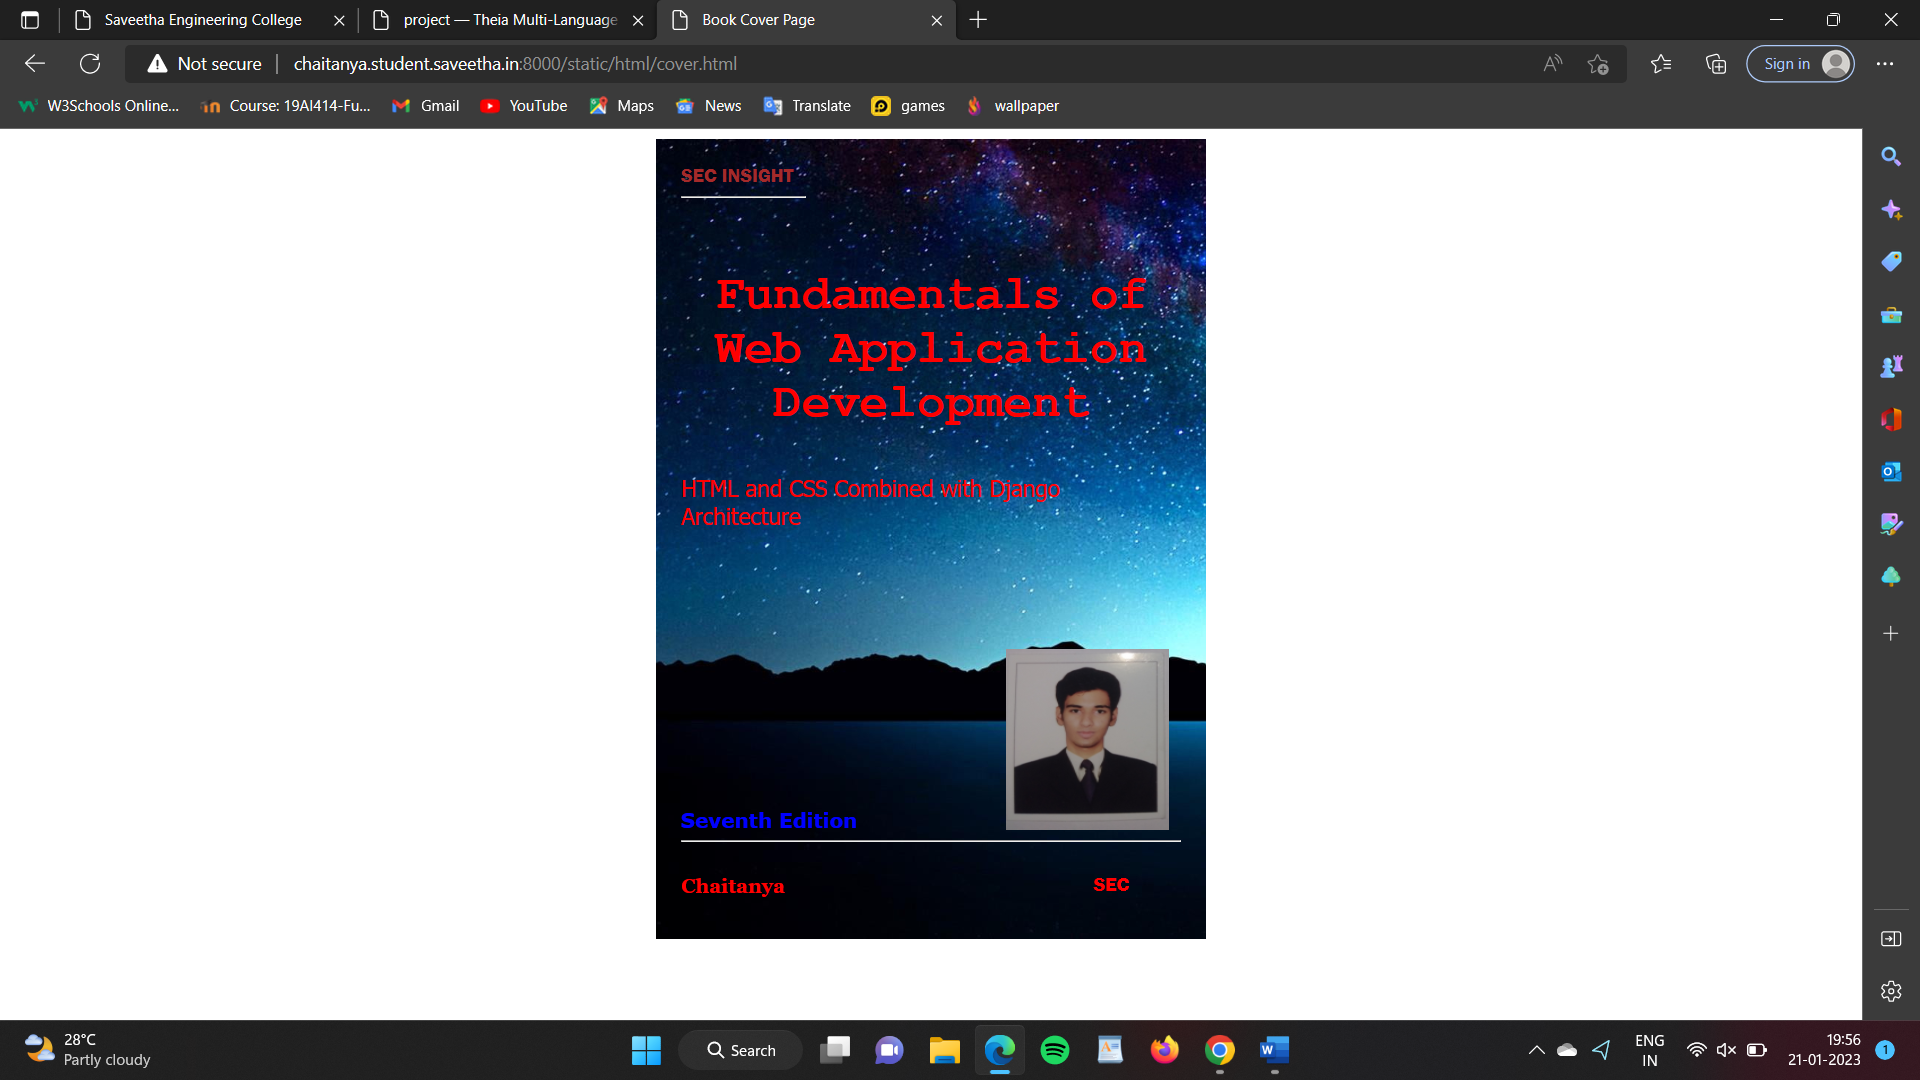 Saveetha Engineering College
project — Theia Multi-Language
Book Cover Page
Not secure
chaitanya.student.saveetha.in:8000/static/html/cover.html
Sign in
W3Schools Online...
Course: 19AI414-Fu...
Gmail
YouTube
Maps
News
Translate
games
wallpaper
SEC INSIGHT
Fundamentals of
Web Application
Development
HTML and CSS Combined with Django
Architecture
Seventh Edition
Chaitanya
SEC
28°C
Partly cloudy
Search
ENG
IN
19:56
21-01-2023
1